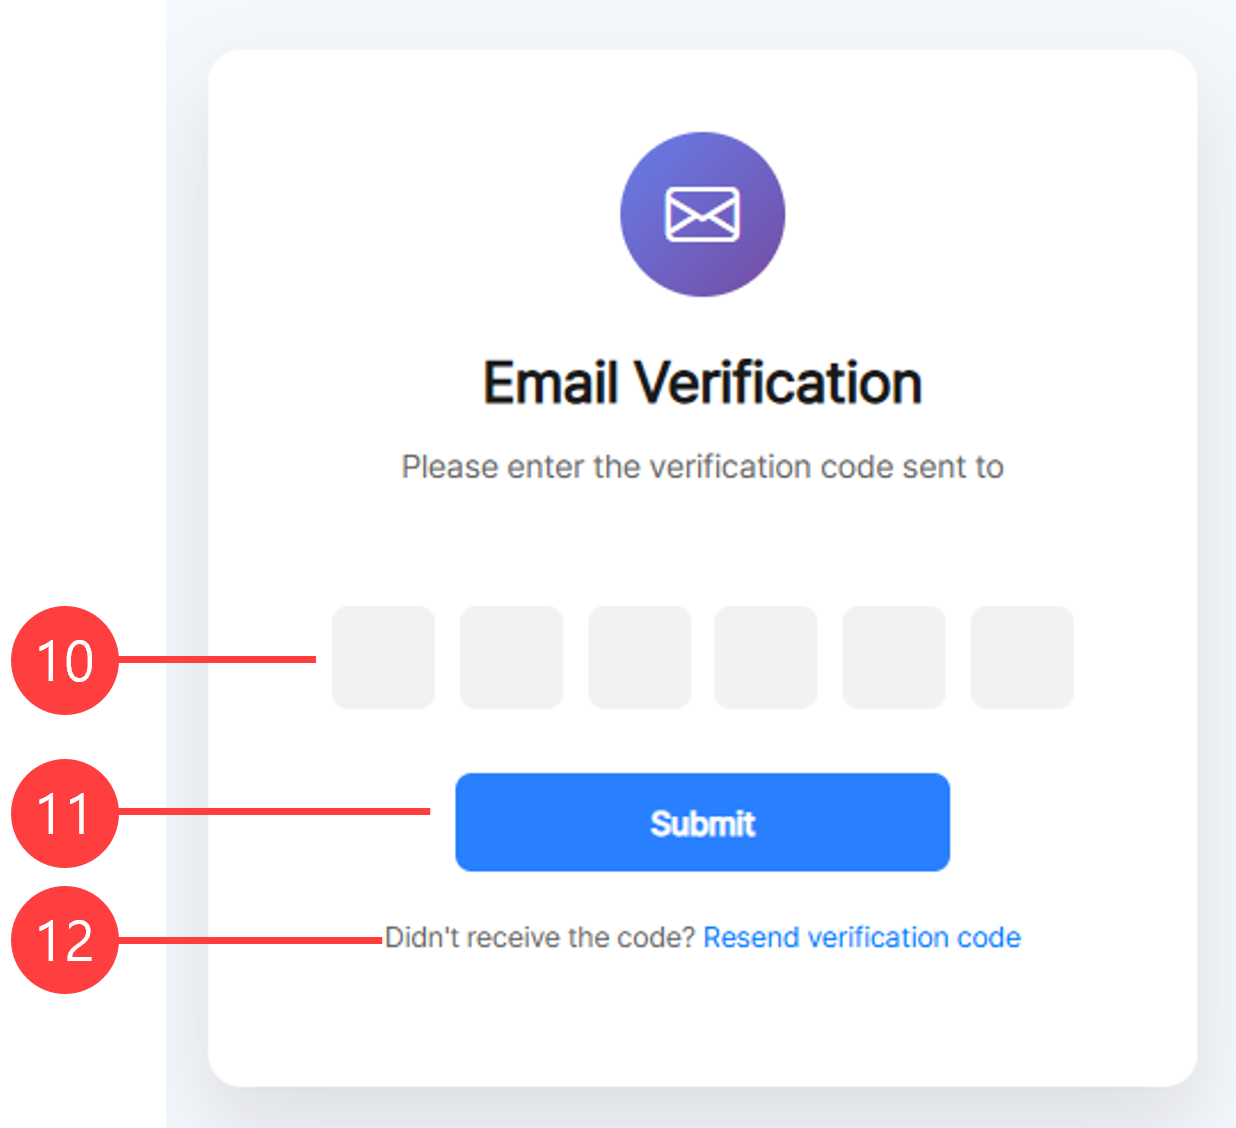 Email Verification
Please enter the verification code sent to
10
11
Submit
12
Didn't receive the code? Resend verification code